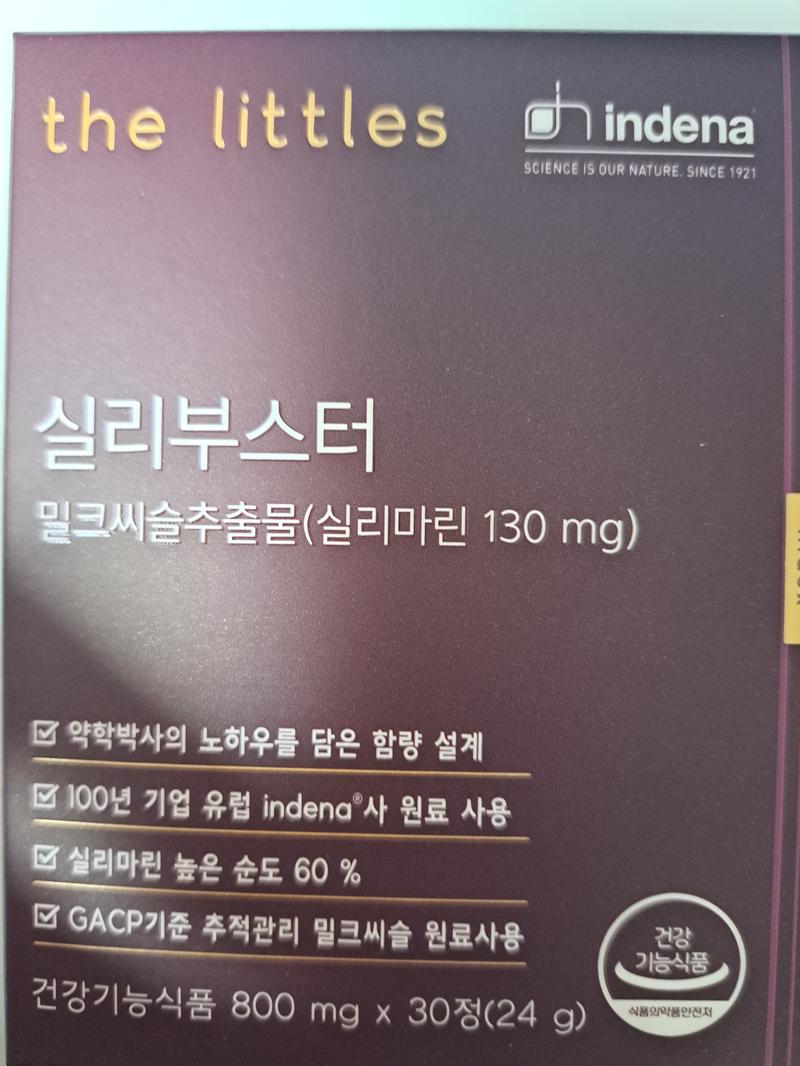 the littles
indena
SCIENCE IS OUR NATURE. SINCE 1921
실리부스터
밀크씨슬추출물(실리마린 130 mg)
약학박사의 노하우를 담은 함량 설계
100년 기업 유럽 indena®사 원료 사용
실리마린 높은 순도 60 %
GACP기준 추적관리 밀크씨슬 원료사용
건강기능식품 800 mg x 30정(24 g)
건강
기능식품
식품의약품안전처